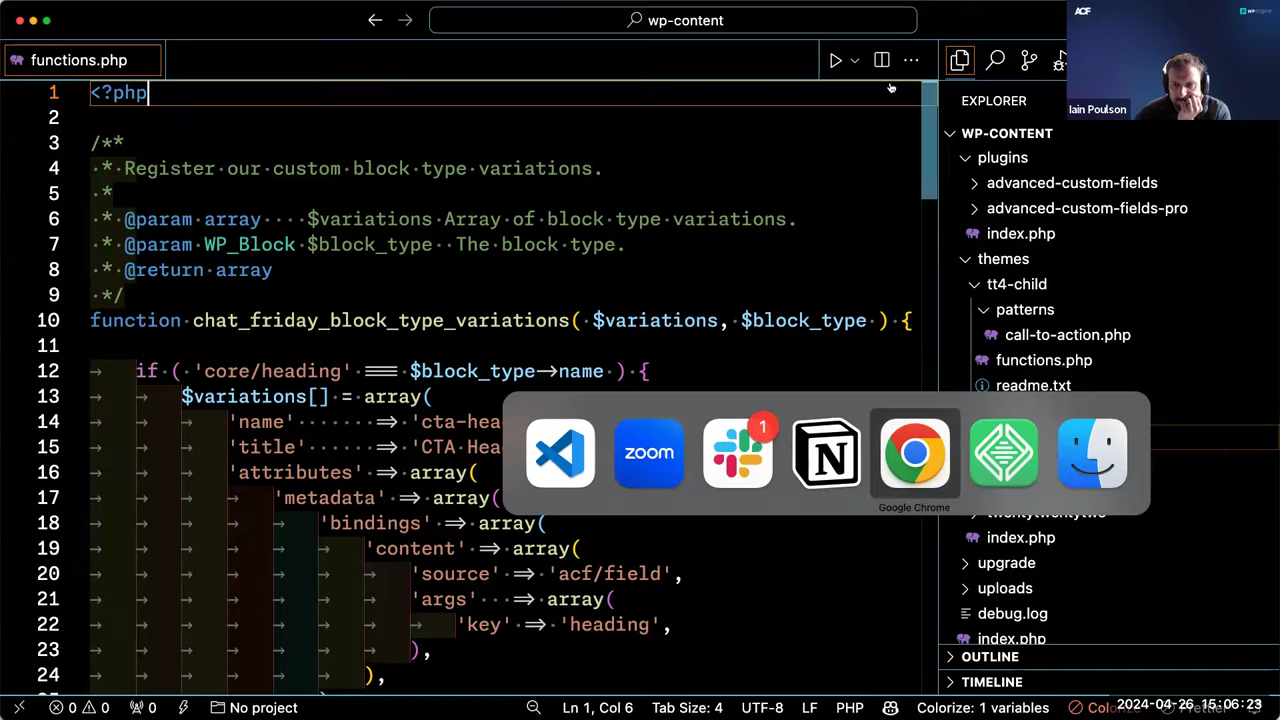 wp-content
ACF
WP engine
functions.php
Iain Poulson
1 <?php
2
3 /**
4 * Register our custom block type variations.
5 *
6 * @param array $variations Array of block type variations.
7 * @param WP_Block $block_type The block type.
8 * @return array
9 */
10 function chat_friday_block_type_variations( $variations, $block_type ) {
11
12 if ( 'core/heading' === $block_type->name ) {
13 $variations[] = array(
14 'name' => 'cta-hea
15 'title' => 'CTA Hea
16 'attributes' => array(
17 'metadata' => array(
18 'bindings' => array(
19 'content' => array(
20 'source' => 'acf/field',
21 'args' => array(
22 'key' => 'heading',
23 ),
24 ),
EXPLORER
WP-CONTENT
plugins
advanced-custom-fields
advanced-custom-fields-pro
index.php
themes
tt4-child
patterns
call-to-action.php
functions.php
readme.txt
zoom
1
N
Google Chrome
twentytwentytwo
index.php
upgrade
uploads
debug.log
index.php
OUTLINE
TIMELINE
0 0 0 No project
Ln 1, Col 6 Tab Size: 4 UTF-8 LF PHP Colorize: 1 variables
2024-04-26 15:06:23